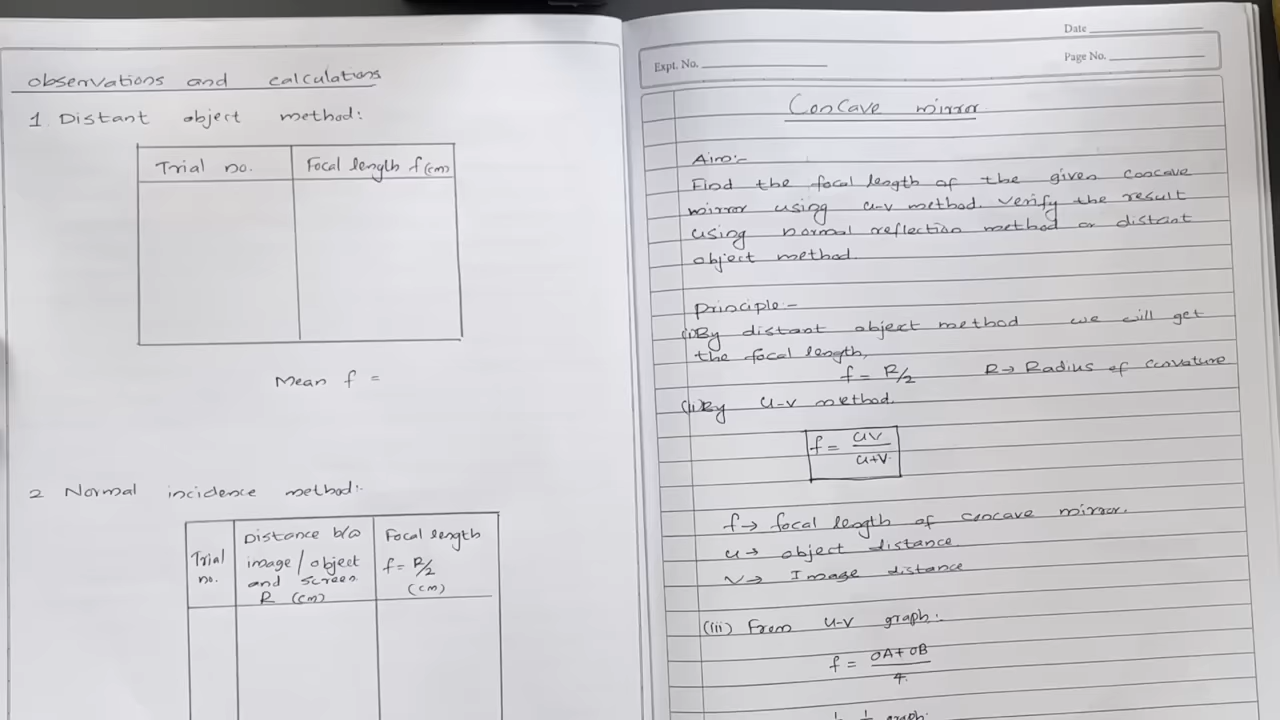 Observations and calculations
1. Distant object method:
Trial no.
Focal length f (cm)
Mean f =
2 Normal incidence method:-
Trial no.
Distance b/w image / object and screen R (cm)
Focal length f = R/2 (cm)
Date
Expt. No.
Page No.
Concave mirror
Aim:-
Find the focal length of the given concave
mirror using u-v method. Verify the result
using normal reflection method or distant
object method.
Principle:-
(i) By distant object method we will get
the focal length,
f = R/2 R→ Radius of curvature
(ii) By u-v method.
f = uv/u+v
f → focal length of concave mirror.
u → object distance
v → Image distance
(iii) From u-v graph:-
f = OA+OB/4
graph: